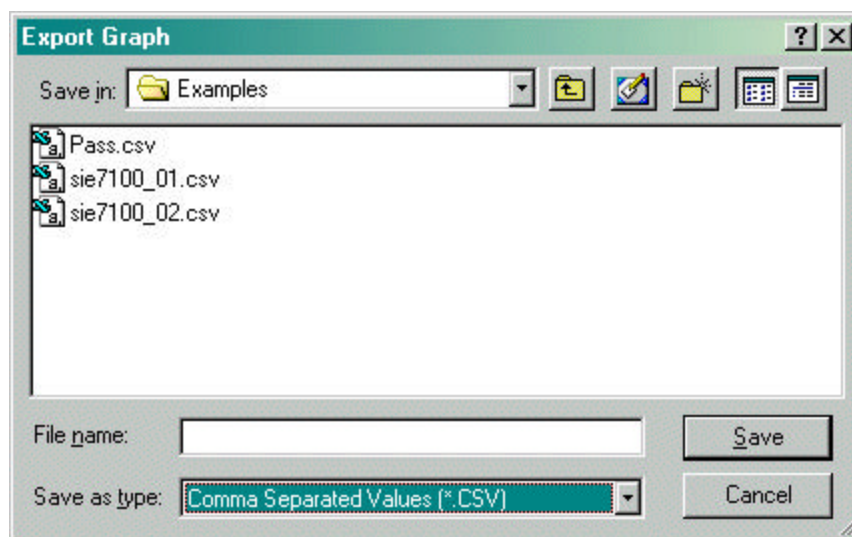 Export Graph
Save in: Examples
Pass.csv
sie7100_01.csv
sie7100_02.csv
File name: Save
Save as type: Comma Separated Values (*.CSV) Cancel